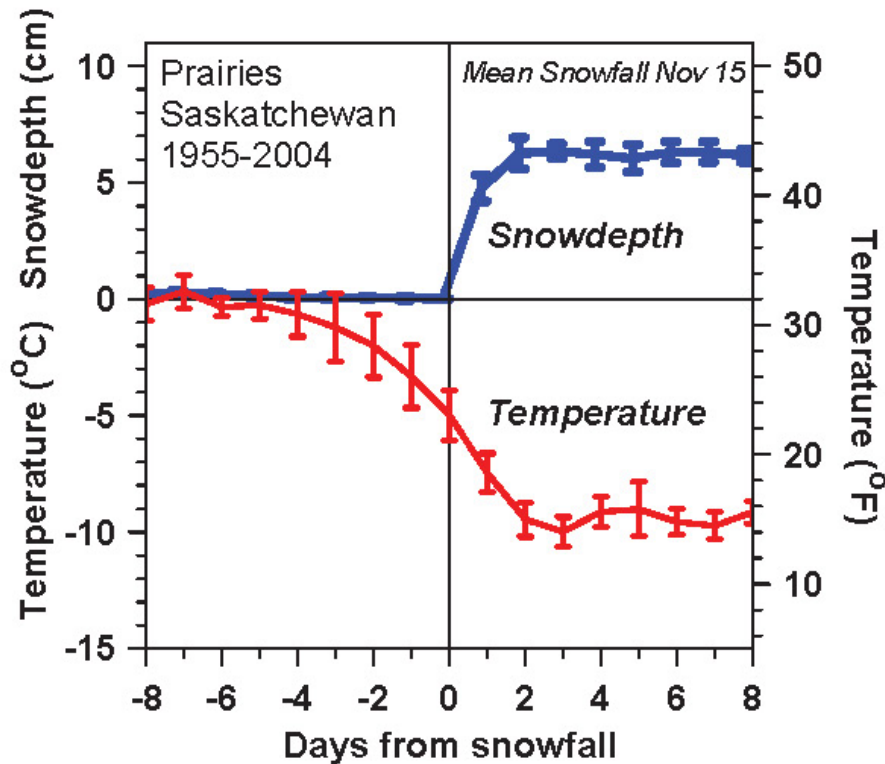 Prairies
Saskatchewan
1955-2004
Mean Snowfall Nov 15
Snowdepth
Temperature
Temperature (°C) Snowdepth (cm)
10
5
0
-5
-10
-15
50
40
30
20
10
Temperature (°F)
-8 -6 -4 -2 0 2 4 6 8
Days from snowfall